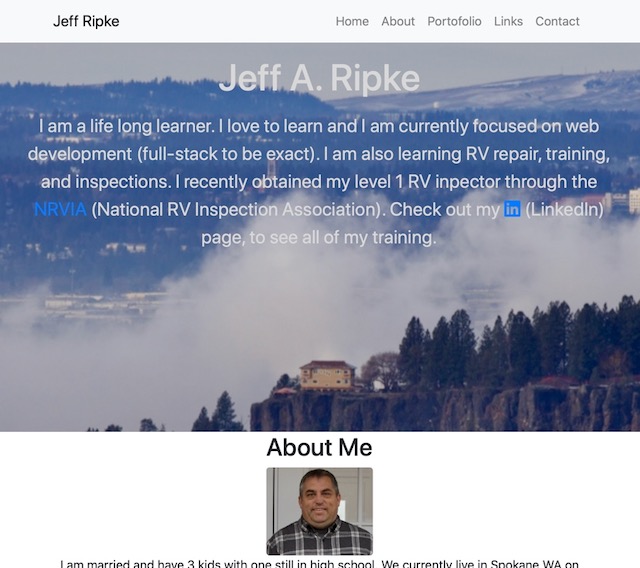 Jeff Ripke
Home About Portofolio Links Contact
Jeff A. Ripke
I am a life long learner. I love to learn and I am currently focused on web
development (full-stack to be exact). I am also learning RV repair, training,
and inspections. I recently obtained my level 1 RV inpector through the
NRVIA (National RV Inspection Association). Check out my in (LinkedIn)
page, to see all of my training.
About Me
I am married and have 3 kids with one still in high school. We currently live in Spokane WA on